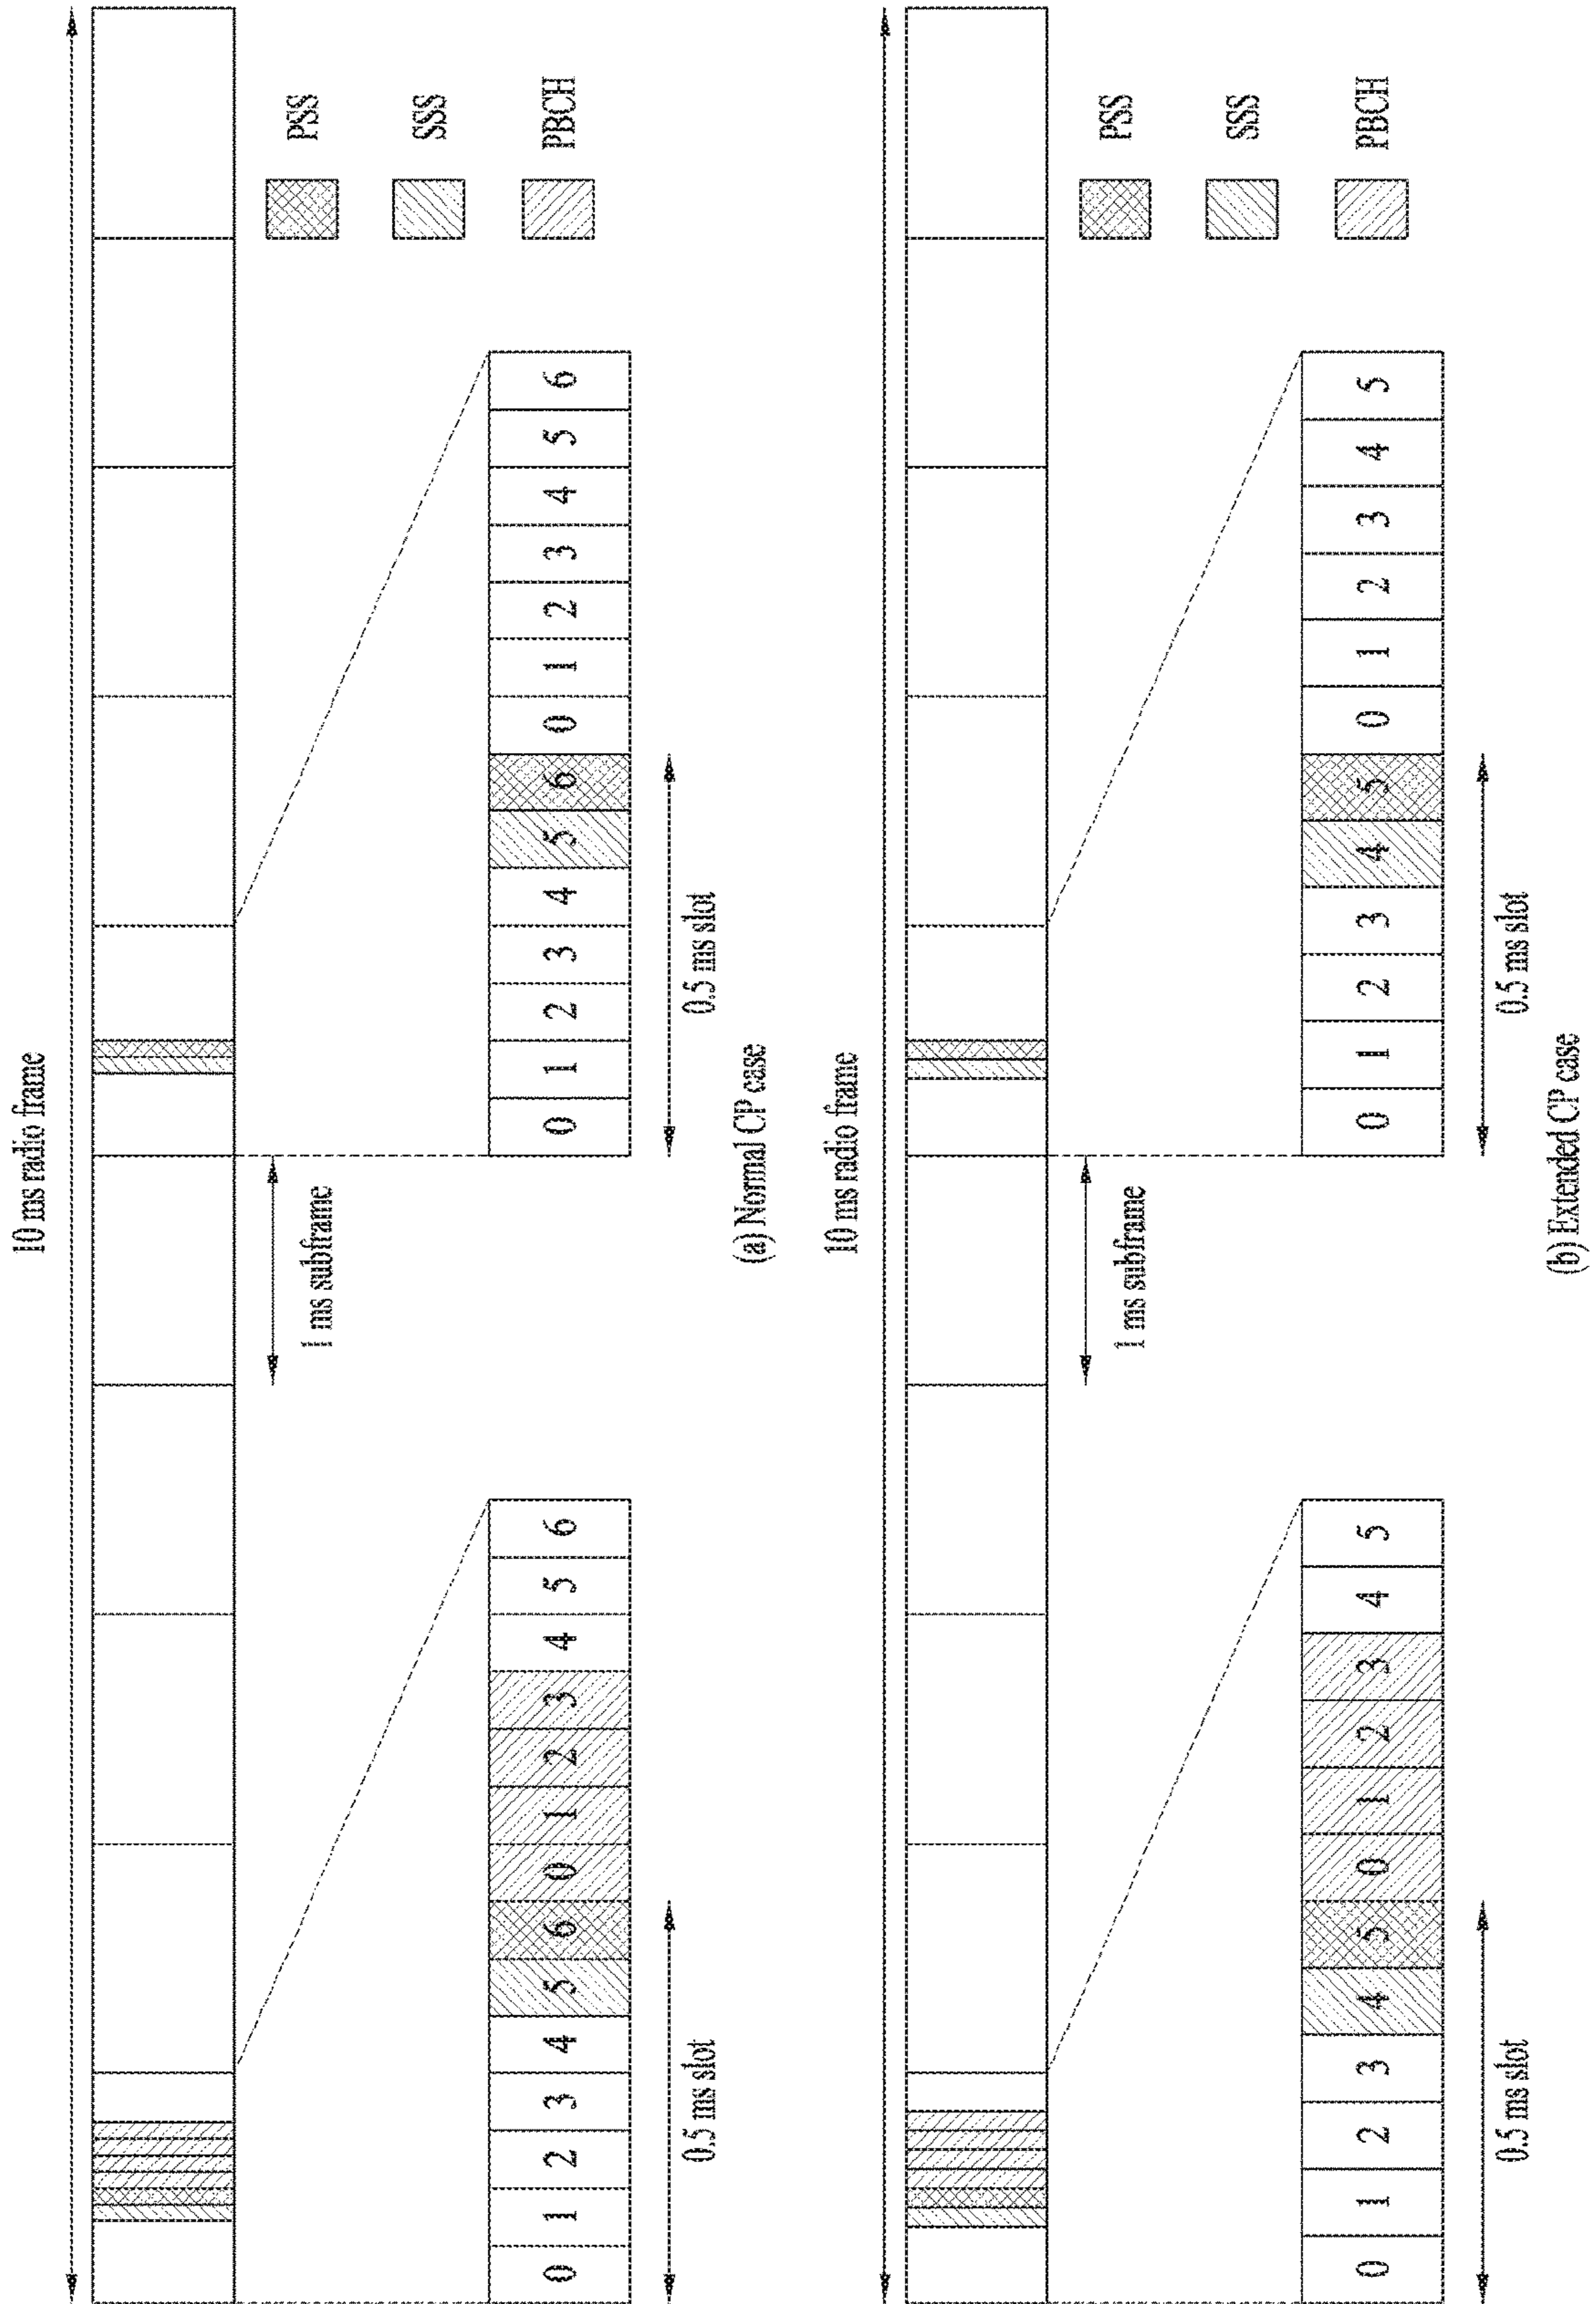 10 ms radio frame
1 ms subframe
PSS
SSS
PBCH
0 1 2 3 4 5 6 0 1 2 3 4 5 6
0 1 2 3 4 5 6 0 1 2 3 4 5 6
0.5 ms slot
0.5 ms slot
(a) Normal CP case
10 ms radio frame
1 ms subframe
PSS
SSS
PBCH
0 1 2 3 4 5 0 1 2 3 4 5
0 1 2 3 4 5 0 1 2 3 4 5
0.5 ms slot
0.5 ms slot
(b) Extended CP case